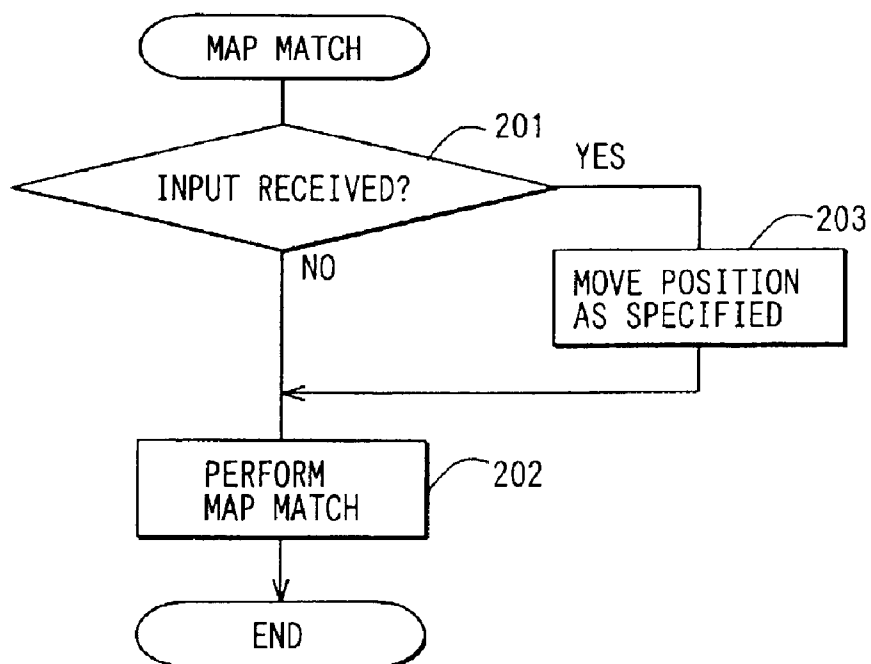 MAP MATCH
201
INPUT RECEIVED?
YES
203
NO
MOVE POSITION
AS SPECIFIED
PERFORM
MAP MATCH
202
END